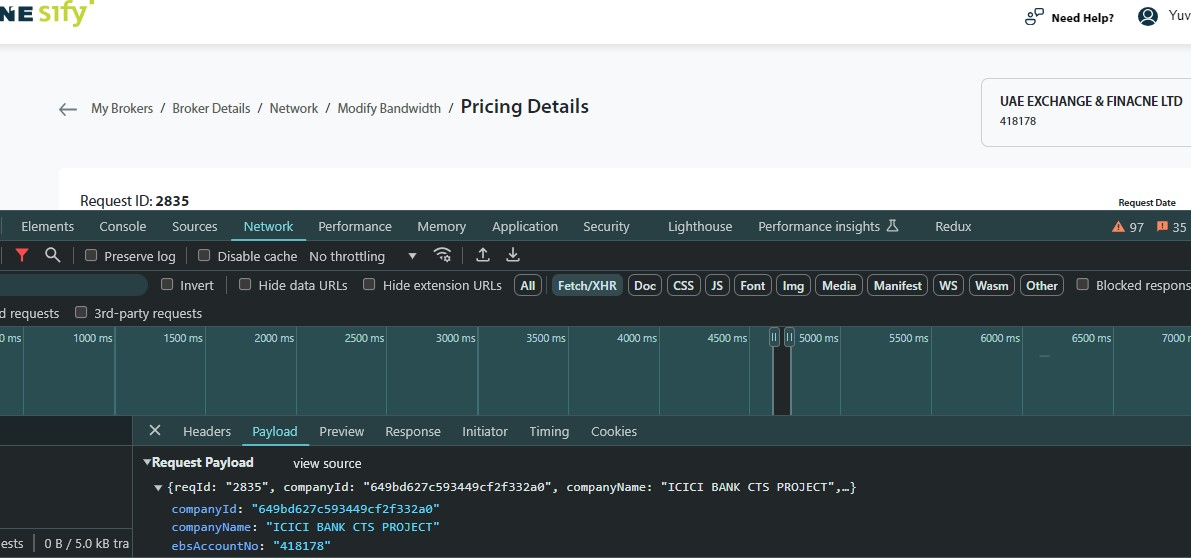 NE sify
Need Help? Yuv
My Brokers / Broker Details / Network / Modify Bandwidth / Pricing Details
UAE EXCHANGE & FINACNE LTD
418178
Request ID: 2835
Request Date
Elements Console Sources Network Performance Memory Application Security Lighthouse Performance insights Redux 97 35
Preserve log Disable cache No throttling
Invert Hide data URLs Hide extension URLs All Fetch/XHR Doc CSS JS Font Img Media Manifest WS Wasm Other Blocked respons
d requests 3rd-party requests
0 ms 1000 ms 1500 ms 2000 ms 2500 ms 3000 ms 3500 ms 4000 ms 4500 ms 5000 ms 5500 ms 6000 ms 6500 ms 7000 r
Headers Payload Preview Response Initiator Timing Cookies
▼Request Payload view source
▼ {reqId: "2835", companyId: "649bd627c593449cf2f332a0", companyName: "ICICI BANK CTS PROJECT",…}
companyId: "649bd627c593449cf2f332a0"
companyName: "ICICI BANK CTS PROJECT"
ests 0 B / 5.0 kB tra ebsAccountNo: "418178"